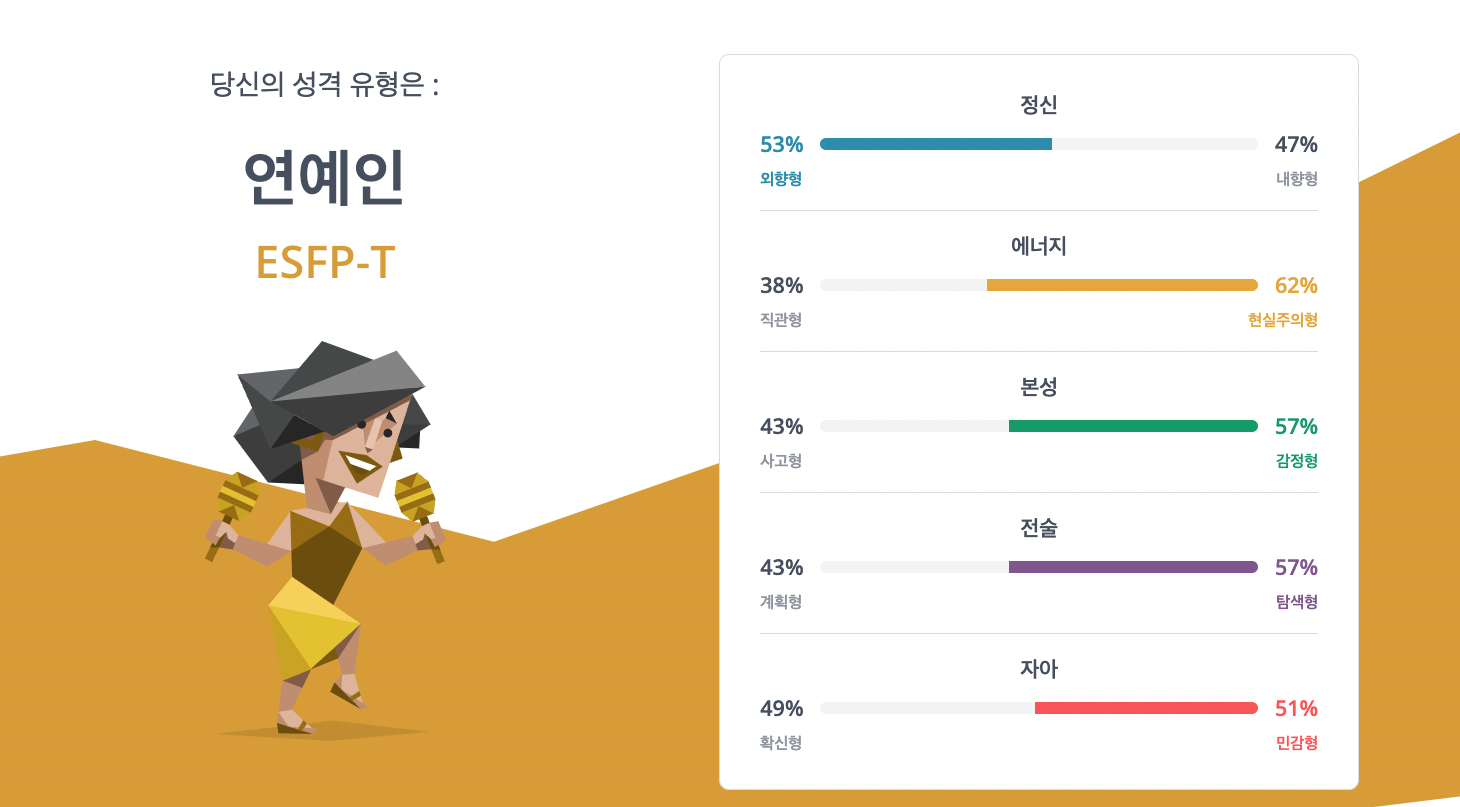 당신의 성격 유형은 :
연예인
ESFP-T
정신
53% 47%
외향형 내향형
에너지
38% 62%
직관형 현실주의형
본성
43% 57%
사고형 감정형
전술
43% 57%
계획형 탐색형
자아
49% 51%
확신형 민감형